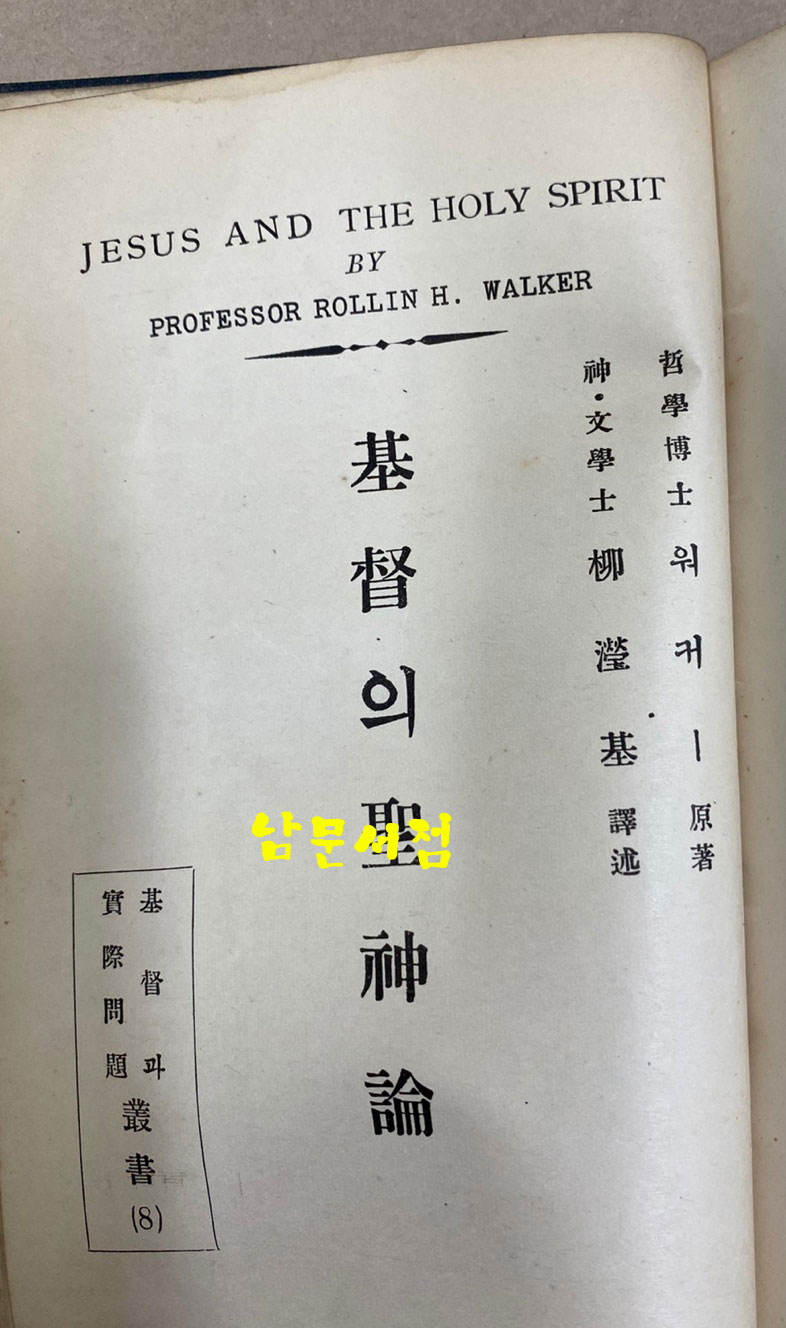 JESUS AND THE HOLY SPIRIT
BY
PROFESSOR ROLLIN H. WALKER
哲學博士 워커ー 原著
神・文學士 柳瀅基 譯述
基督의聖神論
남문서점
基督과
實際問題
叢書
(8)